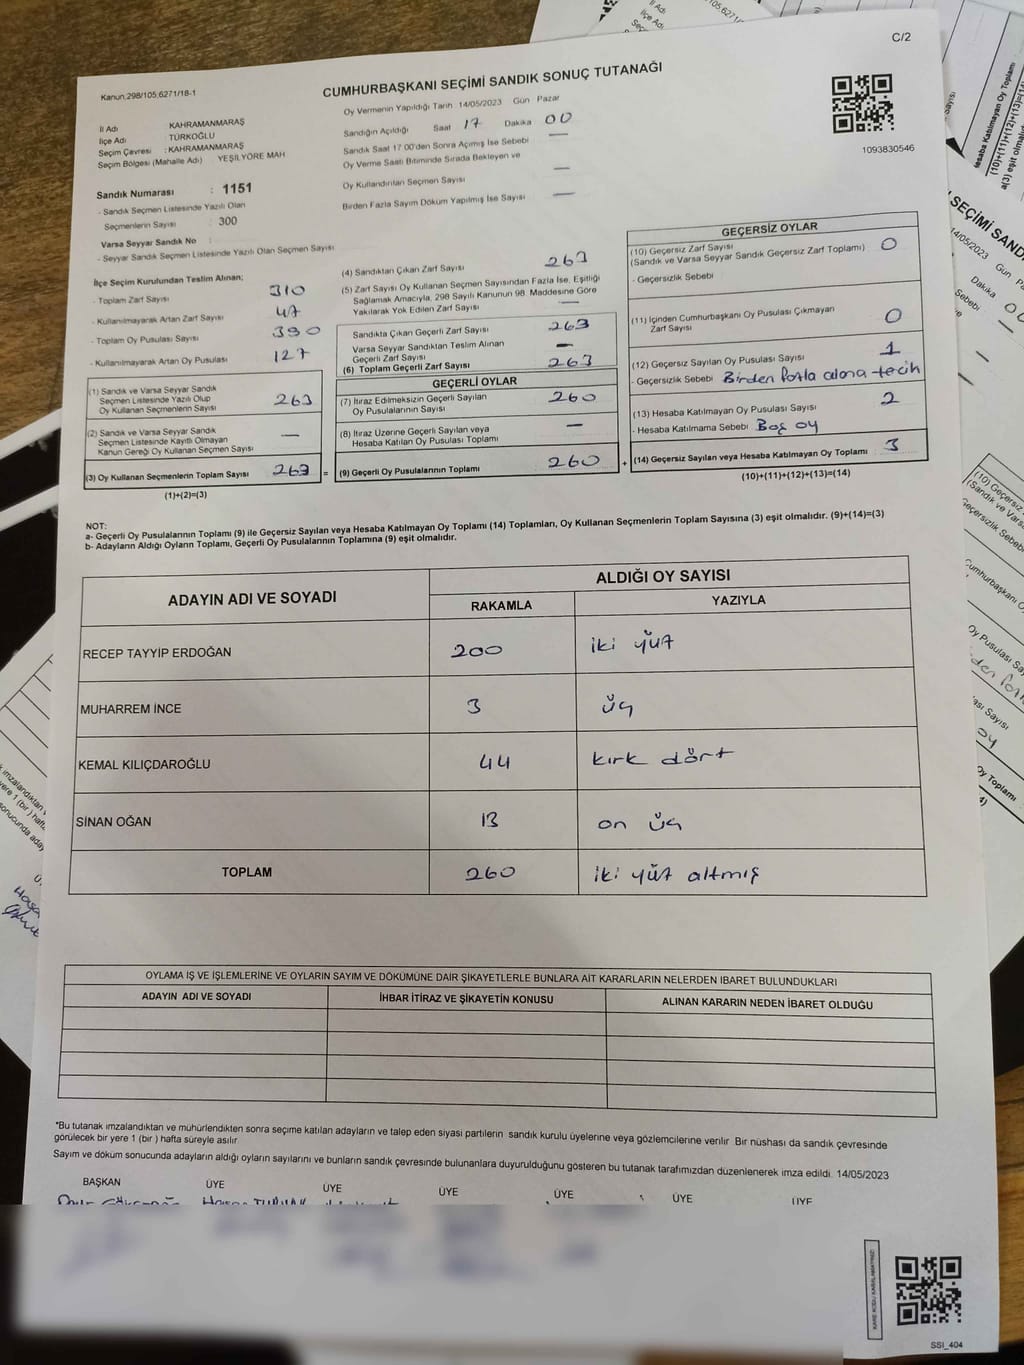 C/2
Kanun,298/105,6271/18-1
CUMHURBAŞKANI SEÇİMİ SANDIK SONUÇ TUTANAĞI
Oy Vermenin Yapıldığı Tarih 14/05/2023 Gün Pazar
İl Adı KAHRAMANMARAŞ
İlçe Adı TÜRKOĞLU
Seçim Çevresi : KAHRAMANMARAŞ
Seçim Bölgesi (Mahalle Adı) YEŞİLYÖRE MAH
Sandığın Açıldığı Saat 17 Dakika 00
Sandık Saat 17 00'den Sonra Açımış İse Sebebi —
Oy Verme Saati Bitiminde Sırada Bekleyen ve
Oy Kullandırılan Seçmen Sayısı —
Birden Fazla Sayım Döküm Yapılmış İse Sayısı —
1093830546
Sandık Numarası : 1151
- Sandık Seçmen Listesinde Yazılı Olan
Seçmenlerin Sayısı : 300
Varsa Seyyar Sandık No :
- Seyyar Sandık Seçmen Listesinde Yazılı Olan Seçmen Sayısı
İlçe Seçim Kurulundan Teslim Alınan;
- Toplam Zarf Sayısı 310
- Kullanılmayarak Artan Zarf Sayısı 47
- Toplam Oy Pusulası Sayısı 390
- Kullanılmayarak Artan Oy Pusulası 127
(1) Sandık ve Varsa Seyyar Sandık
Seçmen Listesinde Yazılı Olup
Oy Kullanan Seçmenlerin Sayısı 263
(2) Sandık ve Varsa Seyyar Sandık
Seçmen Listesinde Kayıtlı Olmayan
Kanun Gereği Oy Kullanan Seçmen Sayısı —
(3) Oy Kullanan Seçmenlerin Toplam Sayısı 263 =
(1)+(2)=(3)
(4) Sandıktan Çıkan Zarf Sayısı 263
(5) Zarf Sayısı Oy Kullanan Seçmen Sayısından Fazla İse, Eşitliği
Sağlamak Amacıyla, 298 Sayılı Kanunun 98. Maddesine Göre
Yakılarak Yok Edilen Zarf Sayısı —
Sandıkta Çıkan Geçerli Zarf Sayısı 263
Varsa Seyyar Sandıktan Teslim Alınan
Geçerli Zarf Sayısı —
(6) Toplam Geçerli Zarf Sayısı 263
GEÇERLİ OYLAR
(7) İtiraz Edilmeksizin Geçerli Sayılan
Oy Pusulasının Sayısı 260
(8) İtiraz Üzerine Geçerli Sayılan veya
Hesaba Katılan Oy Pusulası Toplamı —
(9) Geçerli Oy Pusulalarının Toplamı 260 +
GEÇERSİZ OYLAR
(10) Geçersiz Zarf Sayısı 0
(Sandık ve Varsa Seyyar Sandık Geçersiz Zarf Toplamı)
- Geçersizlik Sebebi
(11) İçinden Cumhurbaşkanı Oy Pusulası Çıkmayan
Zarf Sayısı 0
(12) Geçersiz Sayılan Oy Pusulası Sayısı 1
- Geçersizlik Sebebi Birden fazla alana tecih
(13) Hesaba Katılmayan Oy Pusulası Sayısı 2
- Hesaba Katılmama Sebebi Boş oy
(14) Geçersiz Sayılan veya Hesaba Katılmayan Oy Toplamı 3
(10)+(11)+(12)+(13)=(14)
NOT:
a- Geçerli Oy Pusulalarının Toplamı (9) ile Geçersiz Sayılan veya Hesaba Katılmayan Oy Toplamı (14) Toplamları, Oy Kullanan Seçmenlerin Toplam Sayısına (3) eşit olmalıdır. (9)+(14)=(3)
b- Adayların Aldığı Oyların Toplamı, Geçerli Oy Pusulalarının Toplamına (9) eşit olmalıdır.
ADAYIN ADI VE SOYADI
ALDIĞI OY SAYISI
RAKAMLA YAZIYLA
RECEP TAYYİP ERDOĞAN 200 iki yüz
MUHARREM İNCE 3 üç
KEMAL KILIÇDAROĞLU 44 kırk dört
SİNAN OĞAN 13 on üç
TOPLAM 260 iki yüz altmış
OYLAMA İŞ VE İŞLEMLERİNE VE OYLARIN SAYIM VE DÖKÜMÜNE DAİR ŞİKAYETLERLE BUNLARA AİT KARARLARIN NELERDEN İBARET BULUNDUKLARI
ADAYIN ADI VE SOYADI İHBAR İTİRAZ VE ŞİKAYETİN KONUSU ALINAN KARARIN NEDEN İBARET OLDUĞU
*Bu tutanak imzalandıktan ve mühürlendikten sonra seçime katılan adayların ve talep eden siyasi partilerin sandık kurulu üyelerine veya gözlemcilerine verilir Bir nüshası da sandık çevresinde
görülecek bir yere 1 (bir ) hafta süreyle asılır
Sayım ve döküm sonucunda adayların aldığı oyların sayılarını ve bunların sandık çevresinde bulunanlara duyurulduğunu gösteren bu tutanak tarafımızdan düzenlenerek imza edildi. 14/05/2023
BAŞKAN ÜYE ÜYE ÜYE ÜYE ÜYE ÜYE
SSI_404